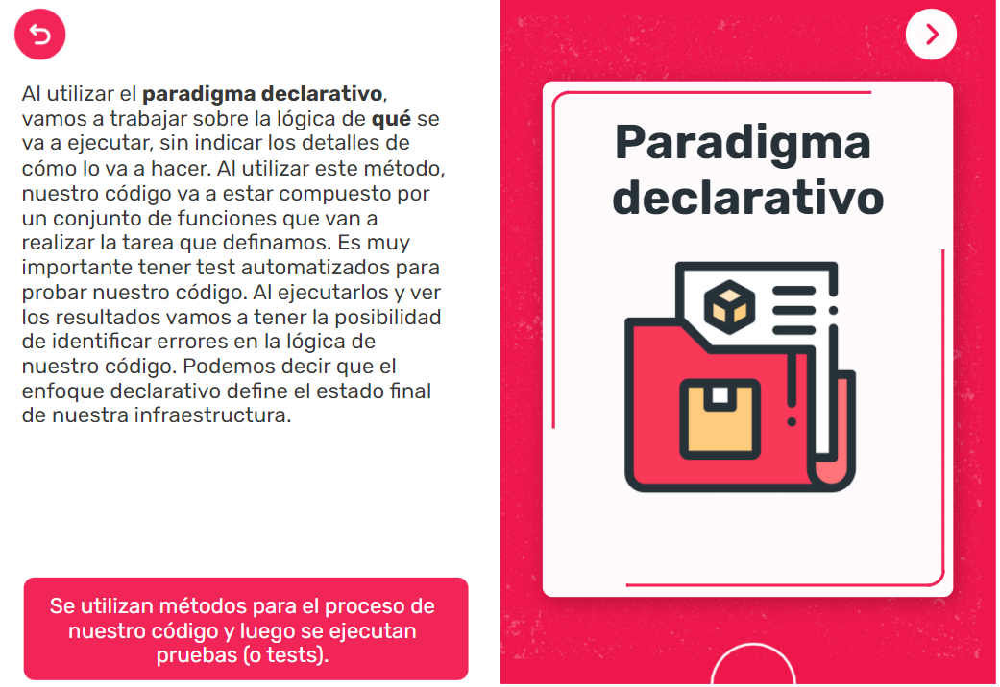 Al utilizar el paradigma declarativo,
vamos a trabajar sobre la lógica de qué se
va a ejecutar, sin indicar los detalles de
cómo lo va a hacer. Al utilizar este método,
nuestro código va a estar compuesto por
un conjunto de funciones que van a
realizar la tarea que definamos. Es muy
importante tener test automatizados para
probar nuestro código. Al ejecutarlos y ver
los resultados vamos a tener la posibilidad
de identificar errores en la lógica de
nuestro código. Podemos decir que el
enfoque declarativo define el estado final
de nuestra infraestructura.
Se utilizan métodos para el proceso de
nuestro código y luego se ejecutan
pruebas (o tests).
Paradigma
declarativo